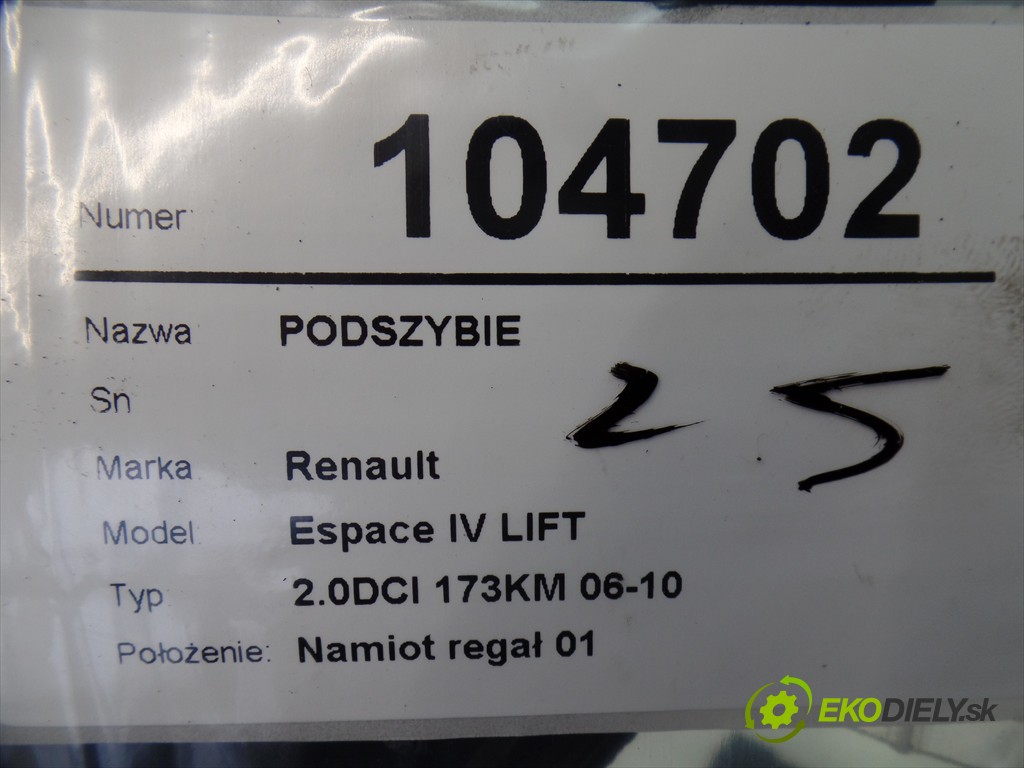 Numer: 104702
Nazwa PODSZYBIE
Sn
25
Marka Renault
Model: Espace IV LIFT
Typ 2.0DCI 173KM 06-10
Położenie: Namiot regał 01
EKODIELY.sk